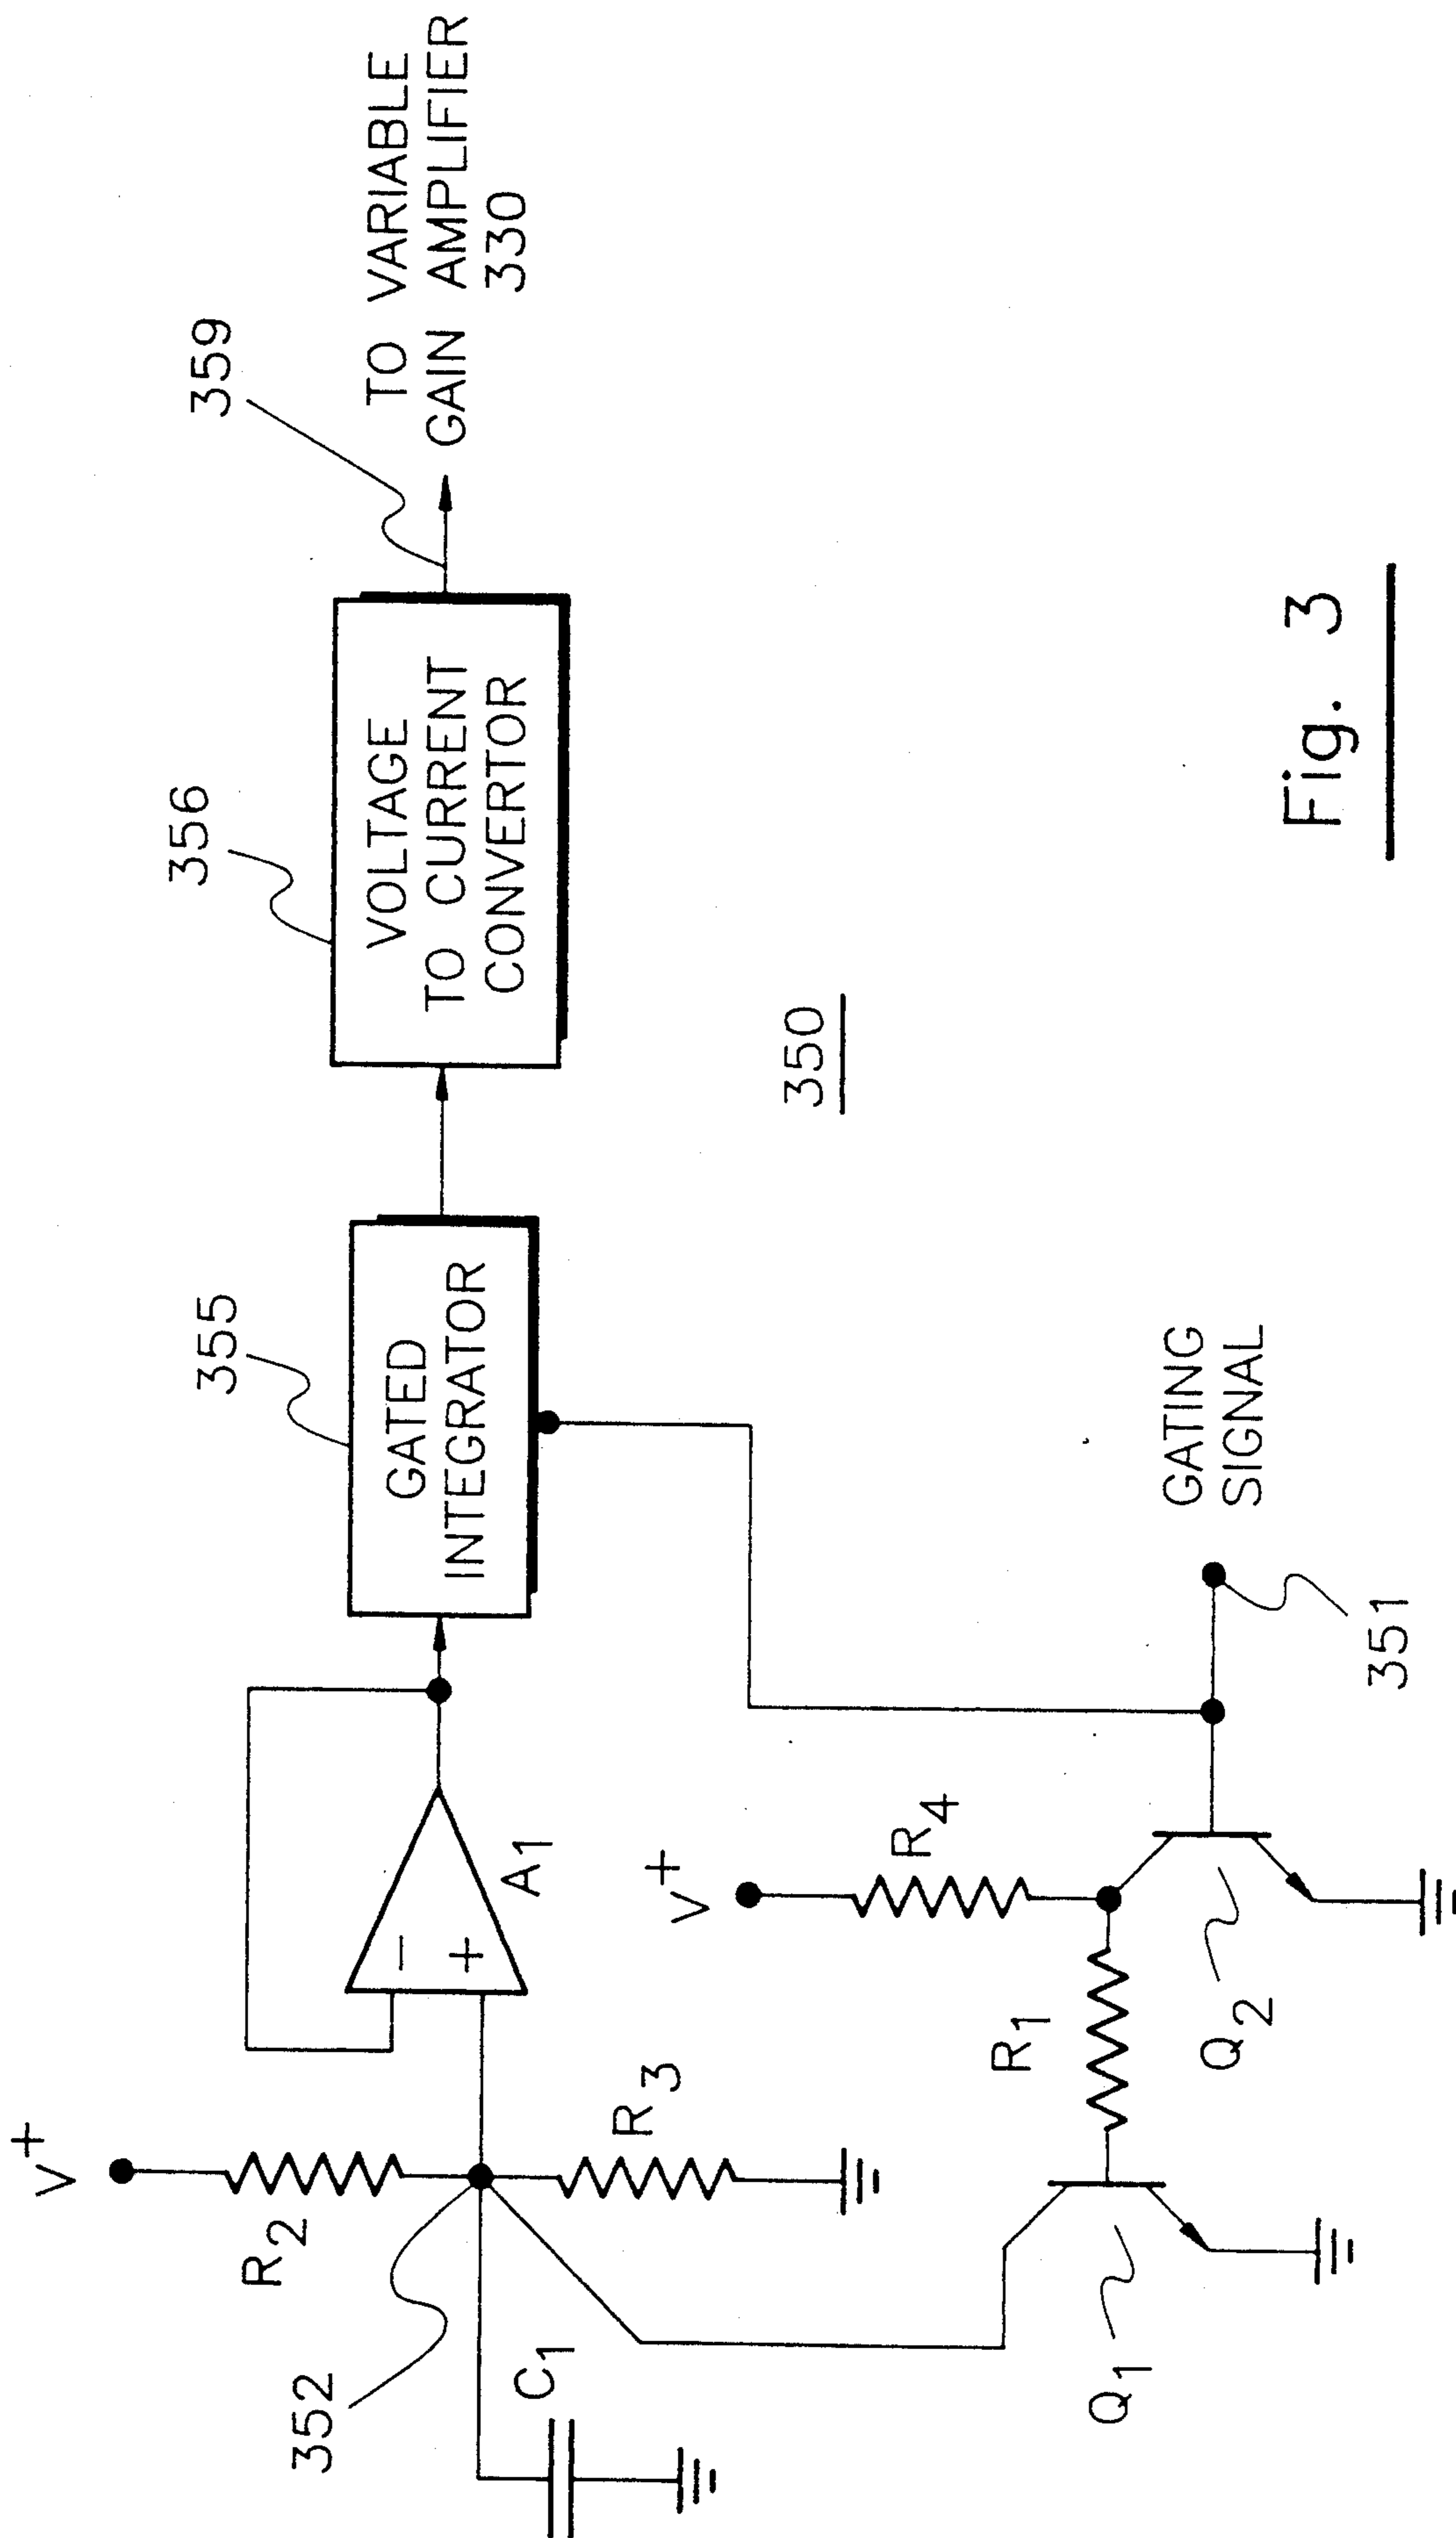 V+
R2
352
C1
R3
A1
355
GATED
INTEGRATOR
356
VOLTAGE
TO CURRENT
CONVERTOR
359
TO VARIABLE
GAIN AMPLIFIER
330
−
+
V+
R4
R1
Q1
Q2
351
GATING
SIGNAL
350
Fig. 3